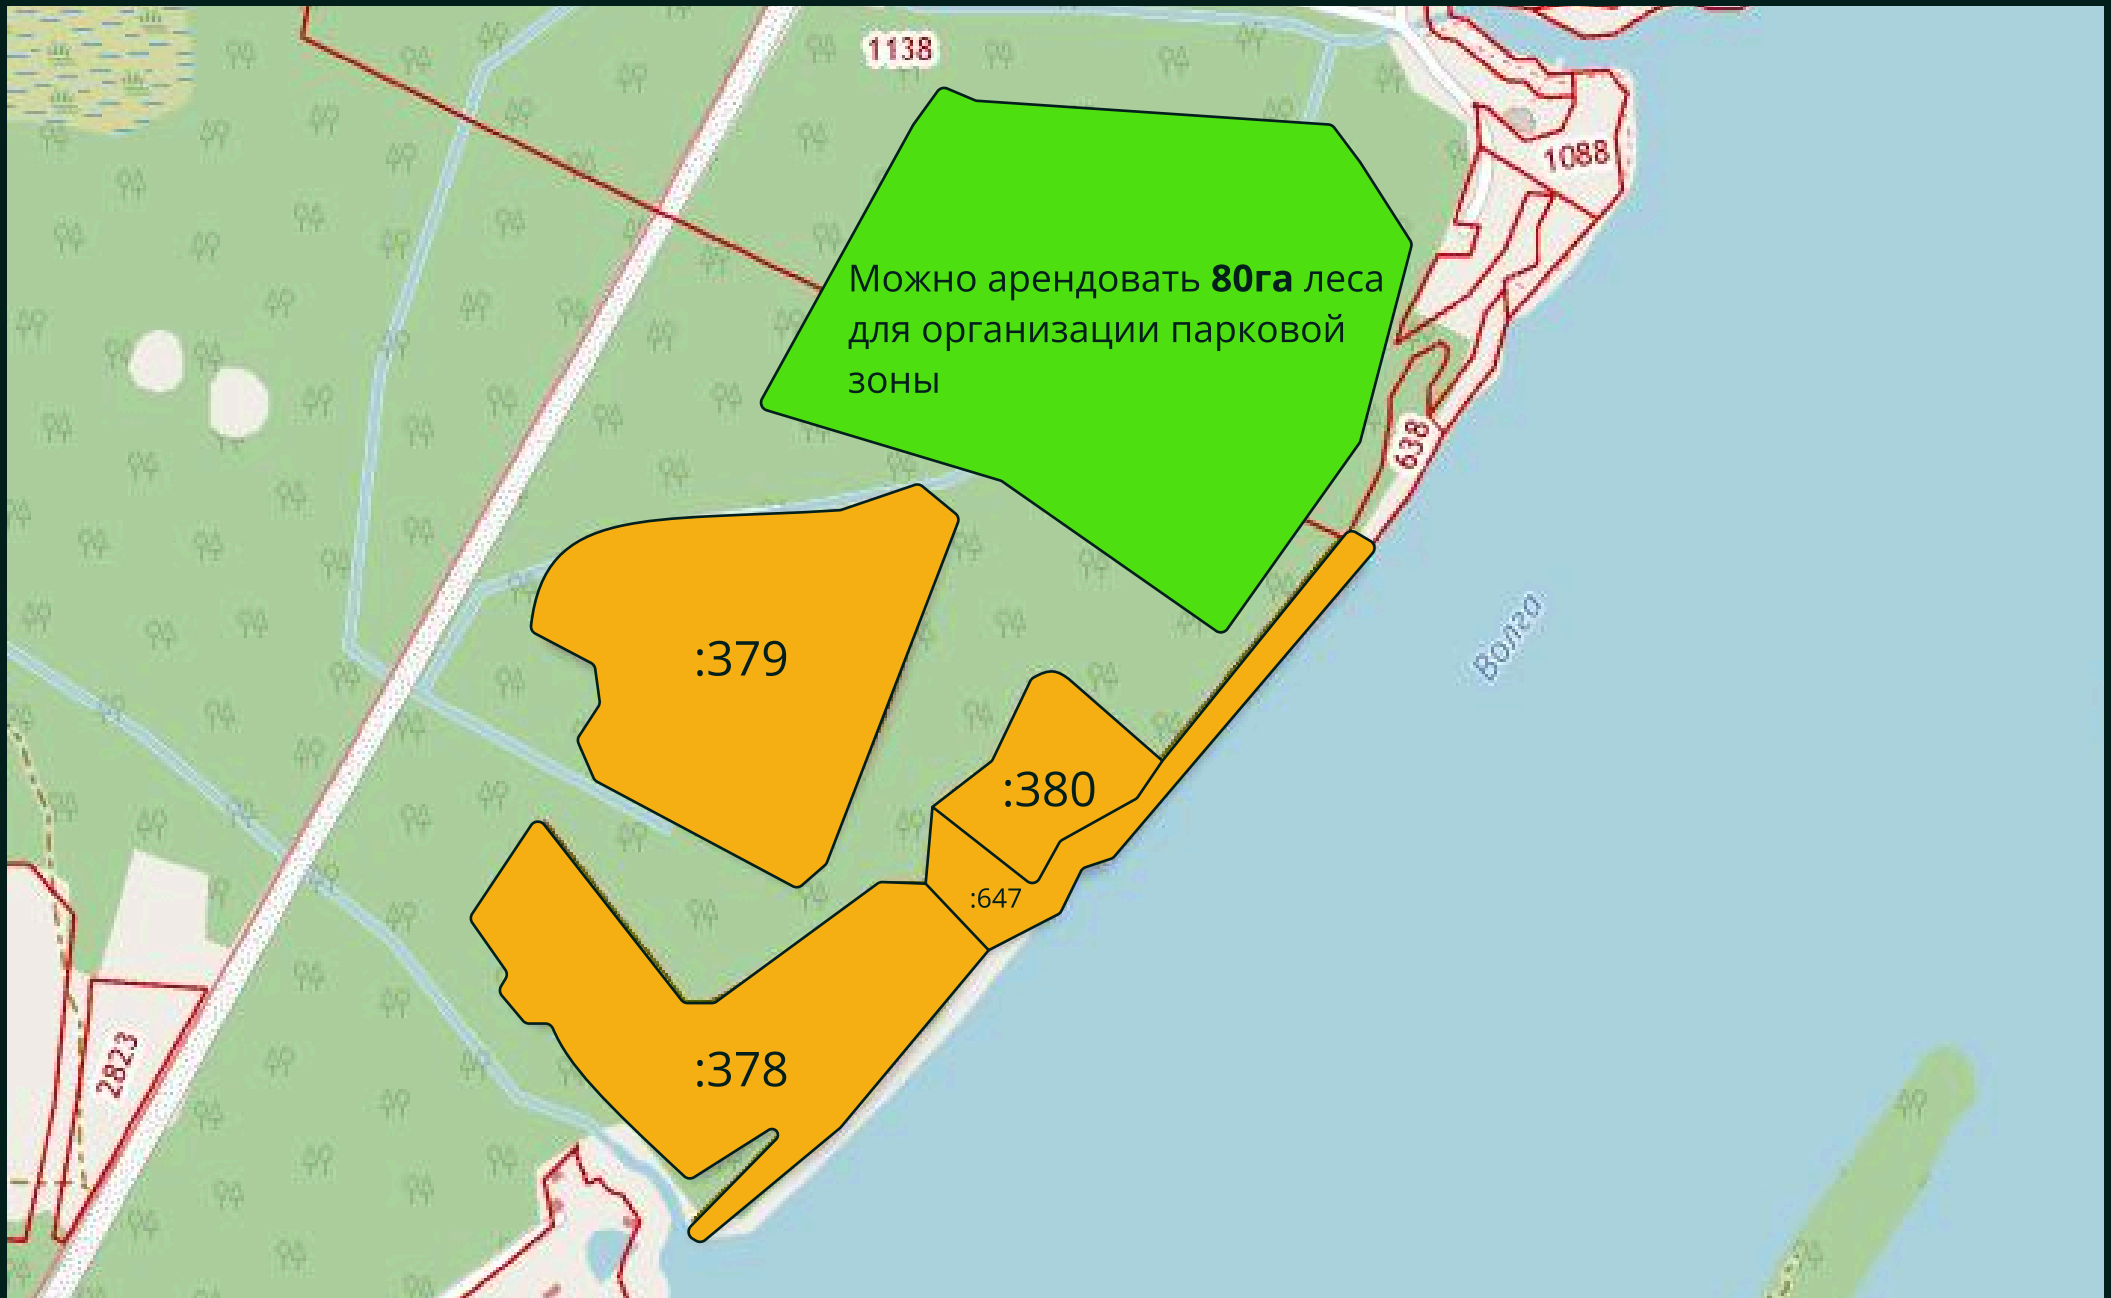 1138
1088
Можно арендовать 80га леса
для организации парковой
зоны
638
Волга
:379
:380
:647
:378
2823